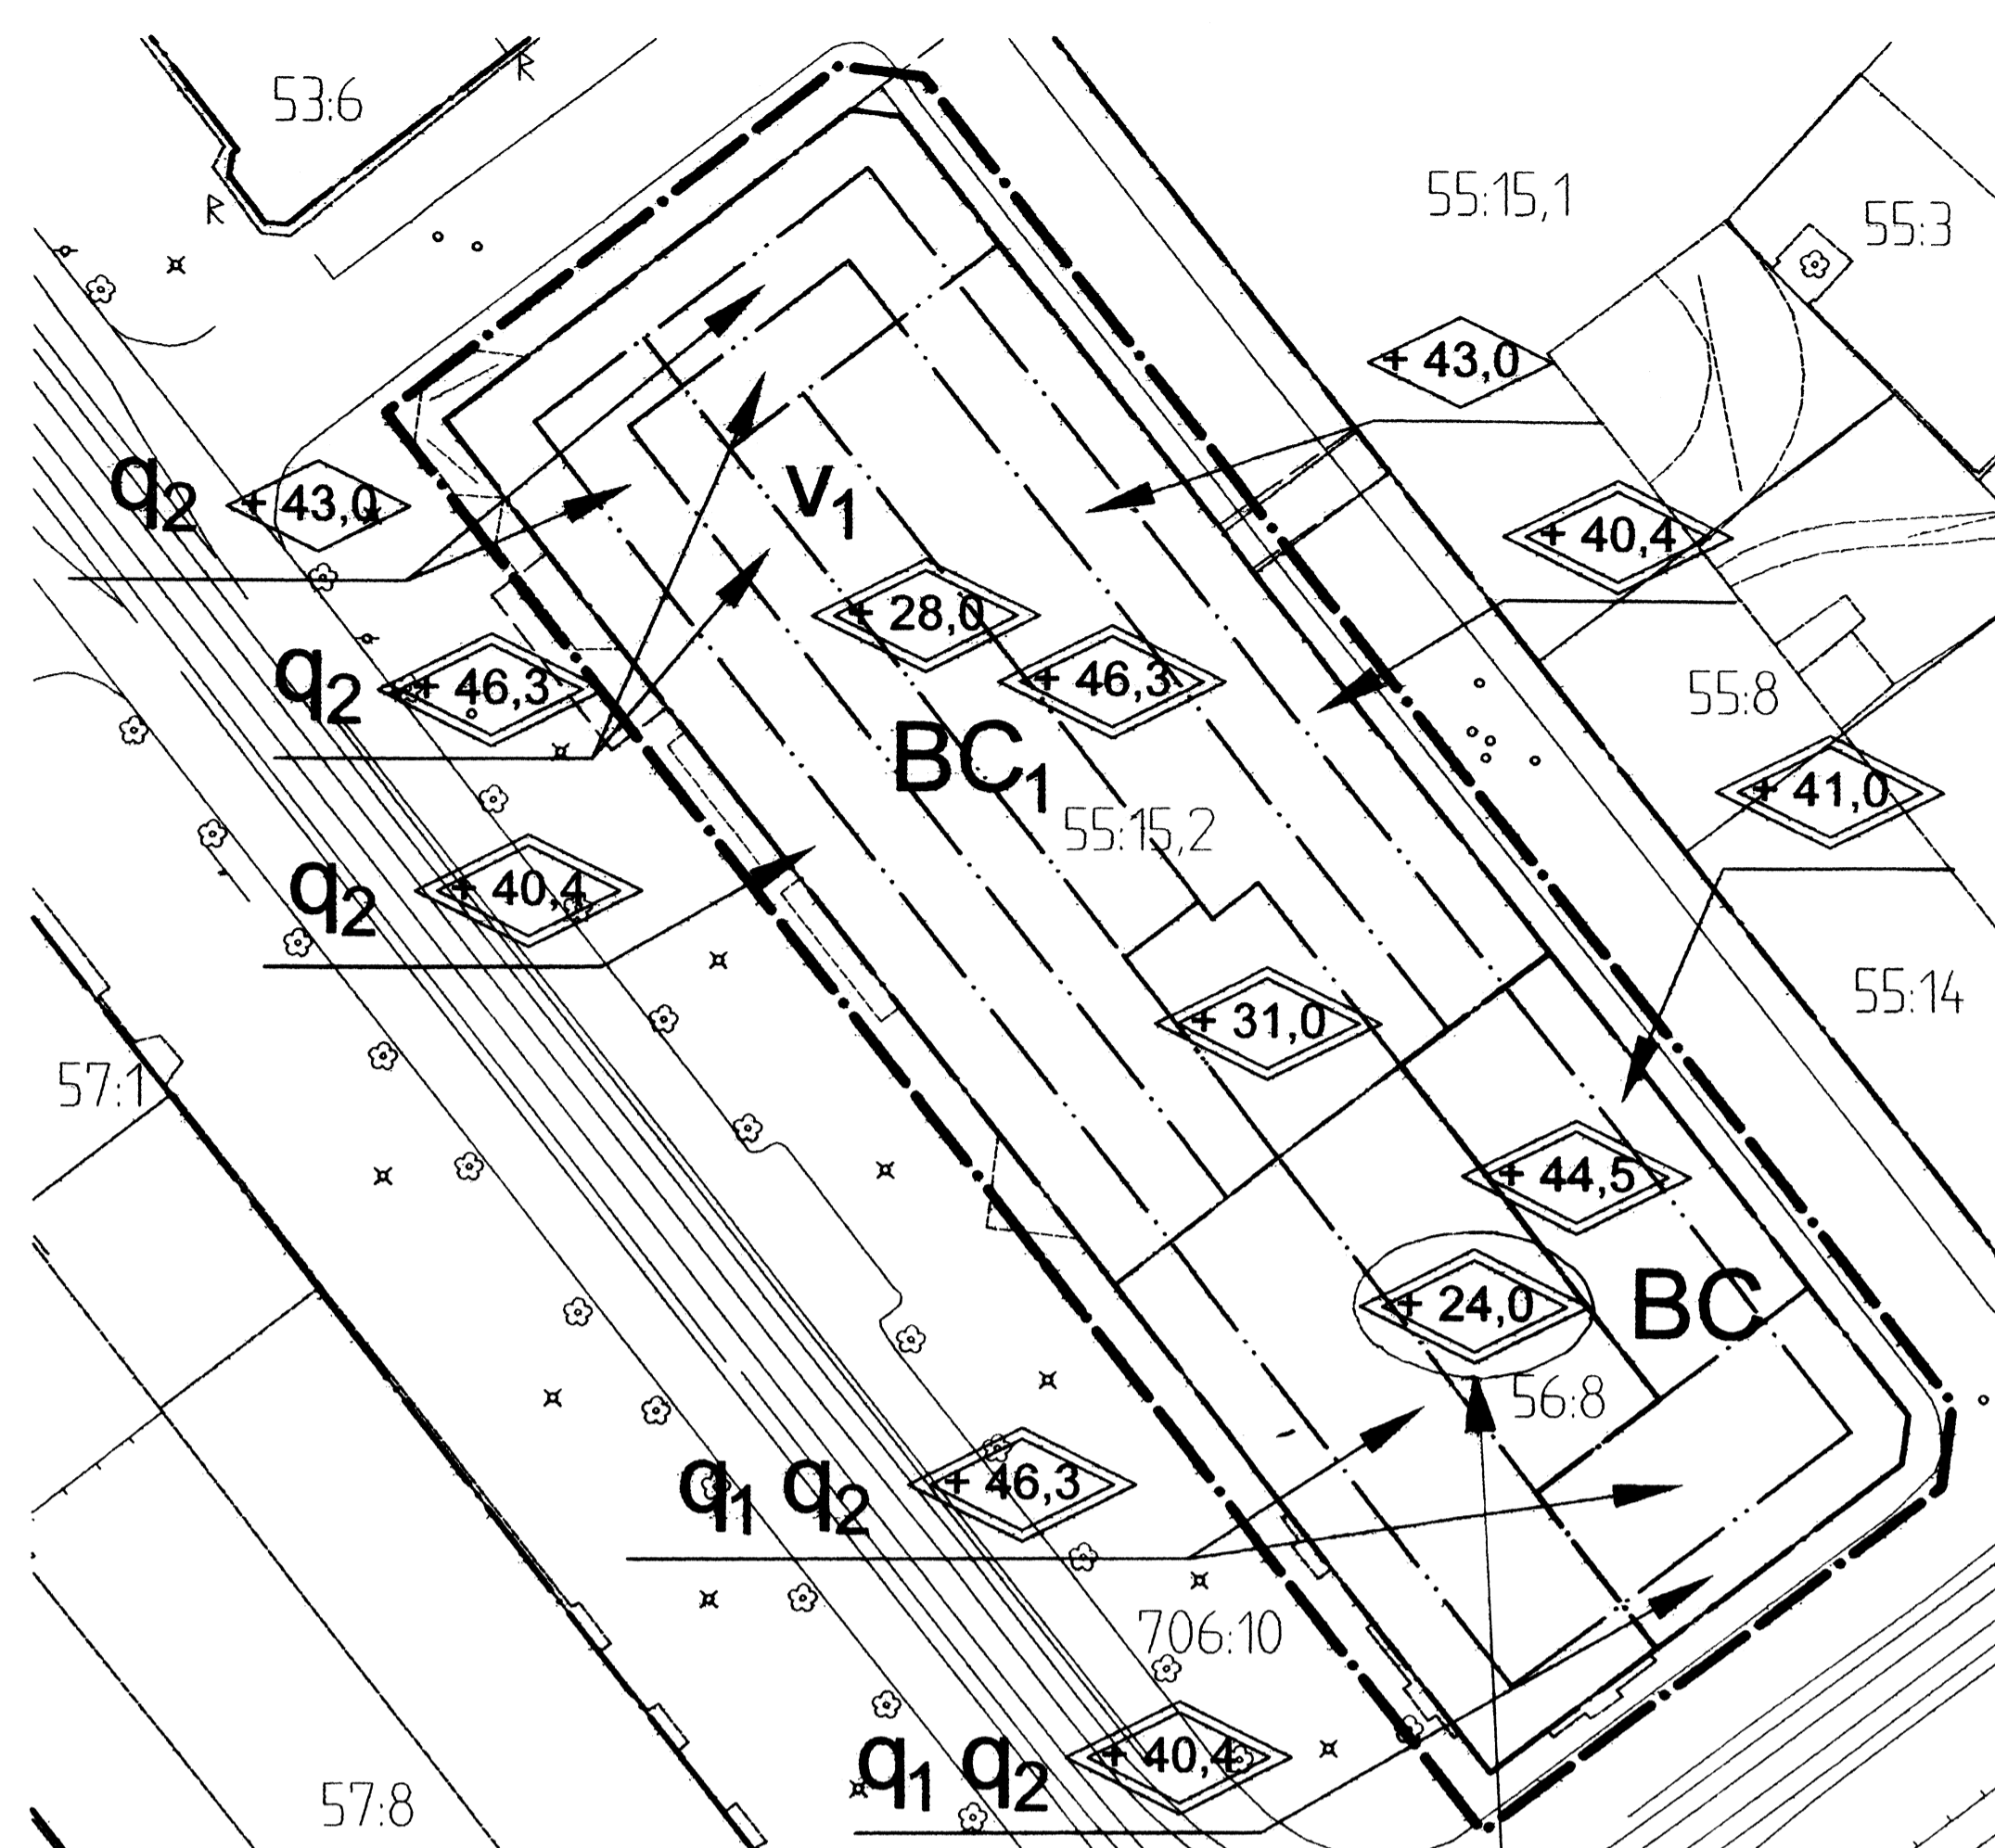 53:6
R
R
55:15,1
55:3
+ 43,0
q2 + 43,0
+ 40,4
v1
+ 28,0
+ 46,3
q2 + 46,3
55:8
BC1
55:15,2
+ 41,0
q2 + 40,4
55:14
+ 31,0
57:1
+ 44,5
+ 24,0
BC
56:8
q1 q2 + 46,3
706:10
q1 q2 + 40,4
57:8